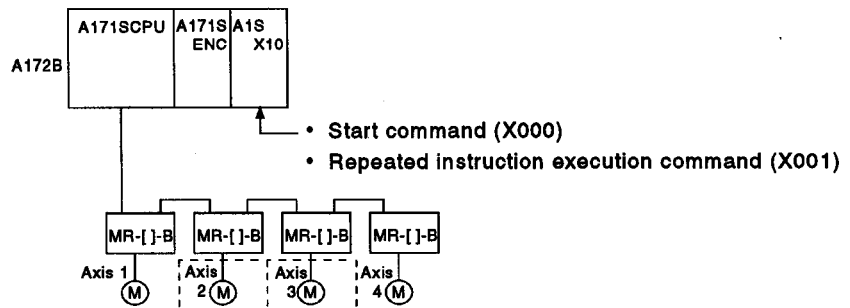 A171SCPU A171S A1S
ENC X10
A172B
• Start command (X000)
• Repeated instruction execution command (X001)
MR-[ ]-B MR-[ ]-B MR-[ ]-B MR-[ ]-B
Axis 1 Axis Axis Axis
M 2 M 3 M 4 M